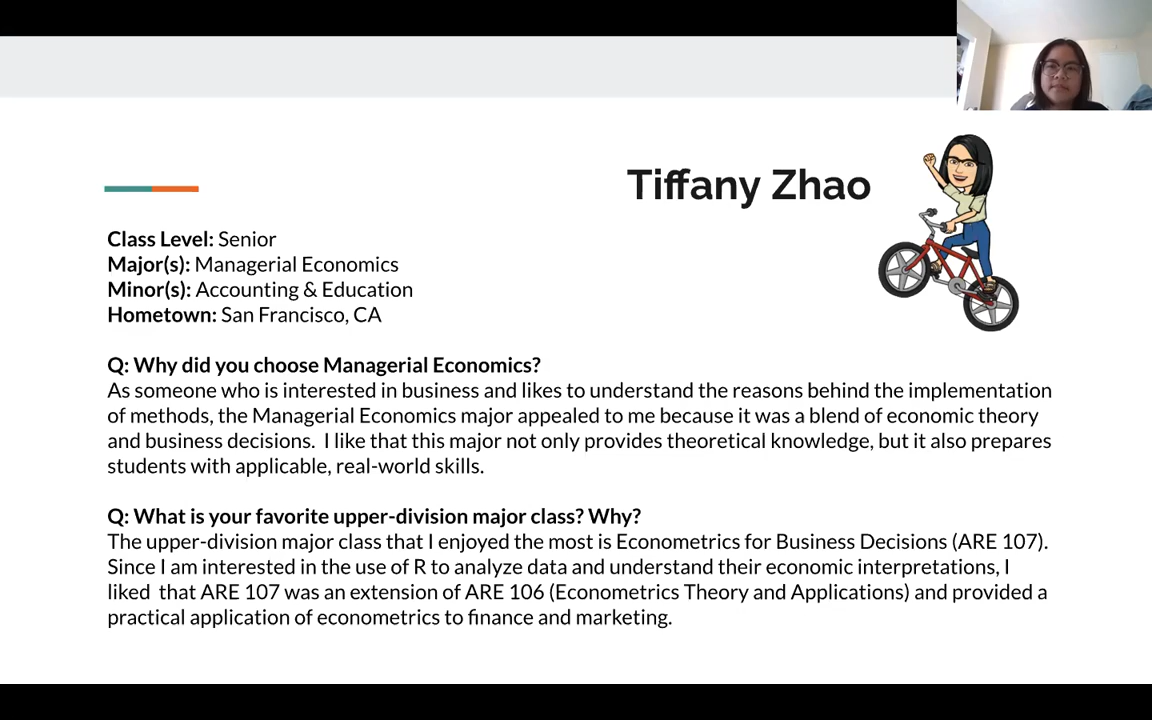 Tiffany Zhao
Class Level: Senior
Major(s): Managerial Economics
Minor(s): Accounting & Education
Hometown: San Francisco, CA
Q: Why did you choose Managerial Economics?
As someone who is interested in business and likes to understand the reasons behind the implementation
of methods, the Managerial Economics major appealed to me because it was a blend of economic theory
and business decisions.  I like that this major not only provides theoretical knowledge, but it also prepares
students with applicable, real-world skills.
Q: What is your favorite upper-division major class? Why?
The upper-division major class that I enjoyed the most is Econometrics for Business Decisions (ARE 107).
Since I am interested in the use of R to analyze data and understand their economic interpretations, I
liked  that ARE 107 was an extension of ARE 106 (Econometrics Theory and Applications) and provided a
practical application of econometrics to finance and marketing.